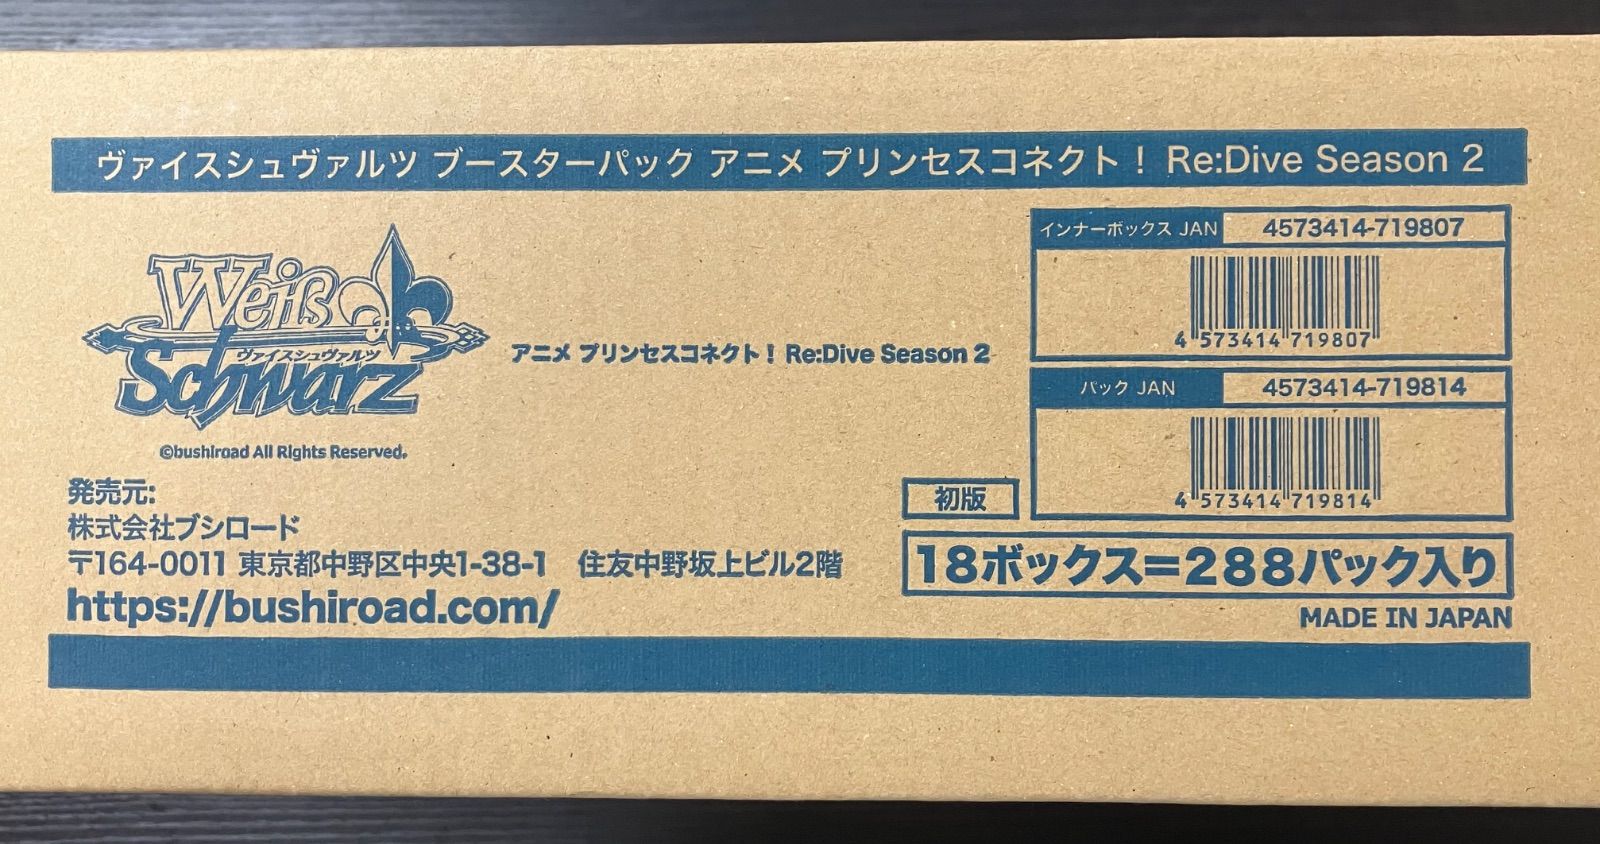 ヴァイスシュヴァルツ ブースターパック アニメ プリンセスコネクト！Re:Dive Season 2
Weiß
ヴァイスシュヴァルツ
Schwarz
アニメ プリンセスコネクト！Re:Dive Season 2
©bushiroad All Rights Reserved.
発売元:
株式会社ブシロード
〒164-0011 東京都中野区中央1-38-1　住友中野坂上ビル2階
https://bushiroad.com/
インナーボックス JAN 4573414-719807
4 573414 719807
パック JAN 4573414-719814
4 573414 719814
初版
18ボックス=288パック入り
MADE IN JAPAN